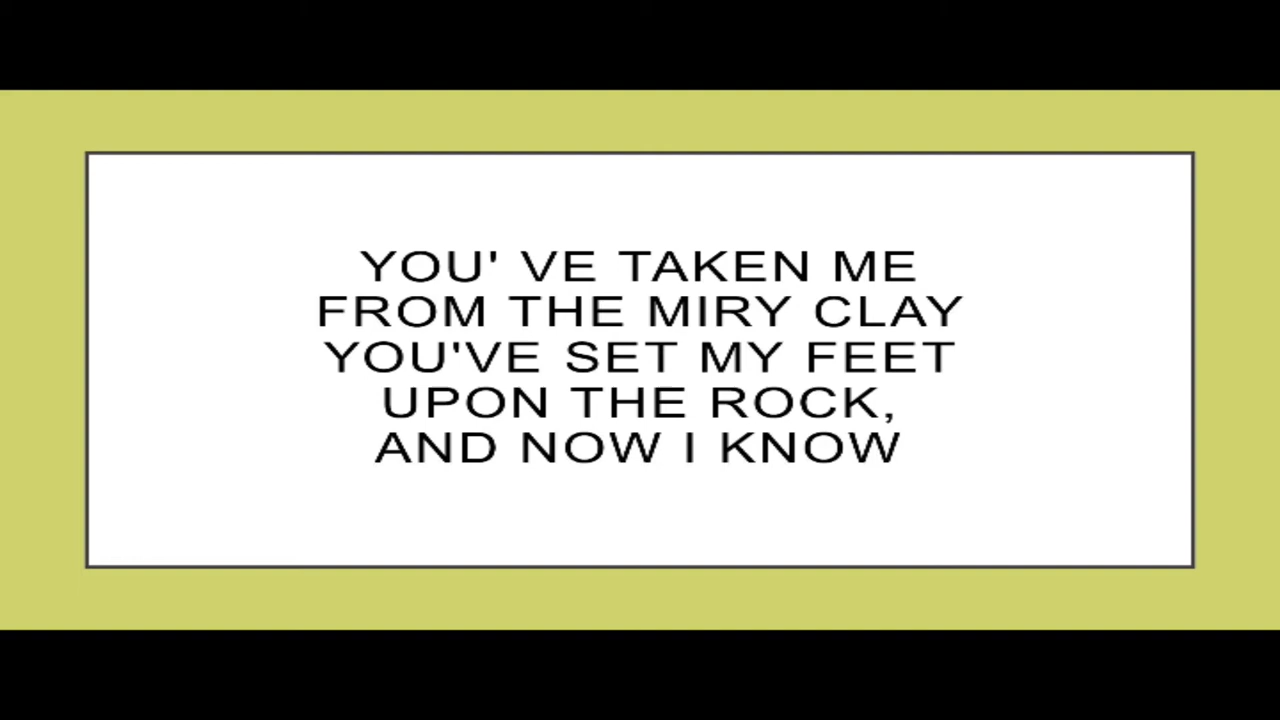 YOU' VE TAKEN ME
FROM THE MIRY CLAY
YOU'VE SET MY FEET
UPON THE ROCK,
AND NOW I KNOW